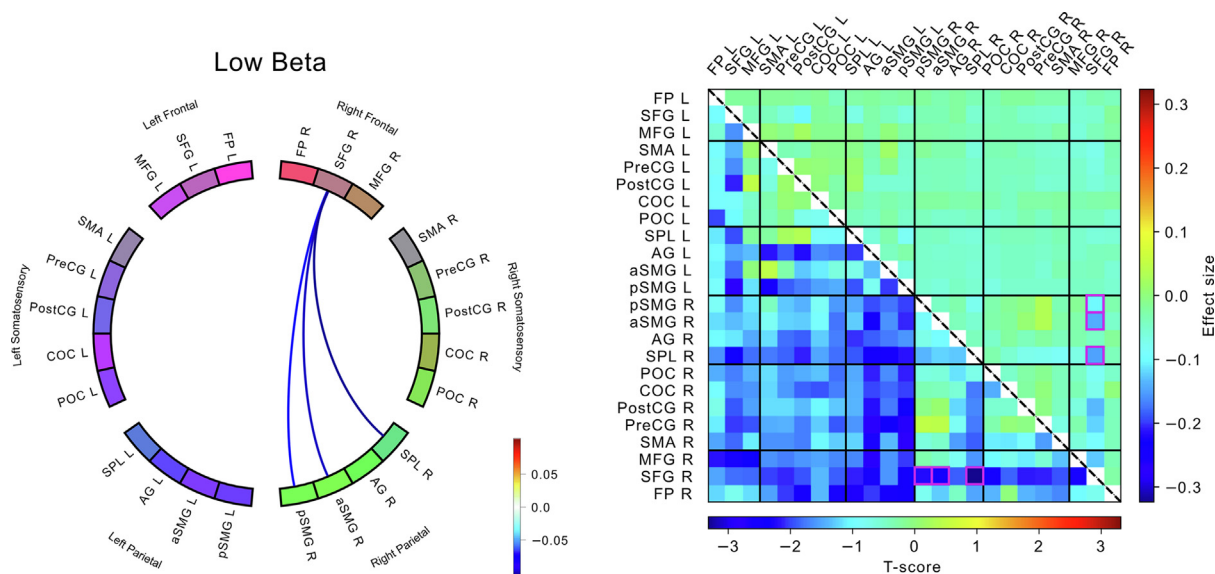 Low Beta
Left Frontal
Right Frontal
MFG L
SFG L
FP L
FP R
SFG R
MFG R
SMA L
PreCG L
PostCG L
COC L
POC L
Left Somatosensory
SMA R
PreCG R
PostCG R
COC R
POC R
Right Somatosensory
SPL L
AG L
aSMG L
pSMG L
Left Parietal
pSMG R
aSMG R
AG R
SPL R
Right Parietal
0.05
0.0
−0.05
FP L
SFG L
MFG L
SMA L
PreCG L
PostCG L
COC L
POC L
SPL L
AG L
aSMG L
pSMG L
pSMG R
aSMG R
AG R
SPL R
POC R
COC R
PostCG R
PreCG R
SMA R
MFG R
SFG R
FP R
FP L
SFG L
MFG L
SMA L
PreCG L
PostCG L
COC L
POC L
SPL L
AG L
aSMG L
pSMG L
pSMG R
aSMG R
AG R
SPL R
POC R
COC R
PostCG R
PreCG R
SMA R
MFG R
SFG R
FP R
0.3
0.2
0.1
0.0
−0.1
−0.2
−0.3
Effect size
−3 −2 −1 0 1 2 3
T-score